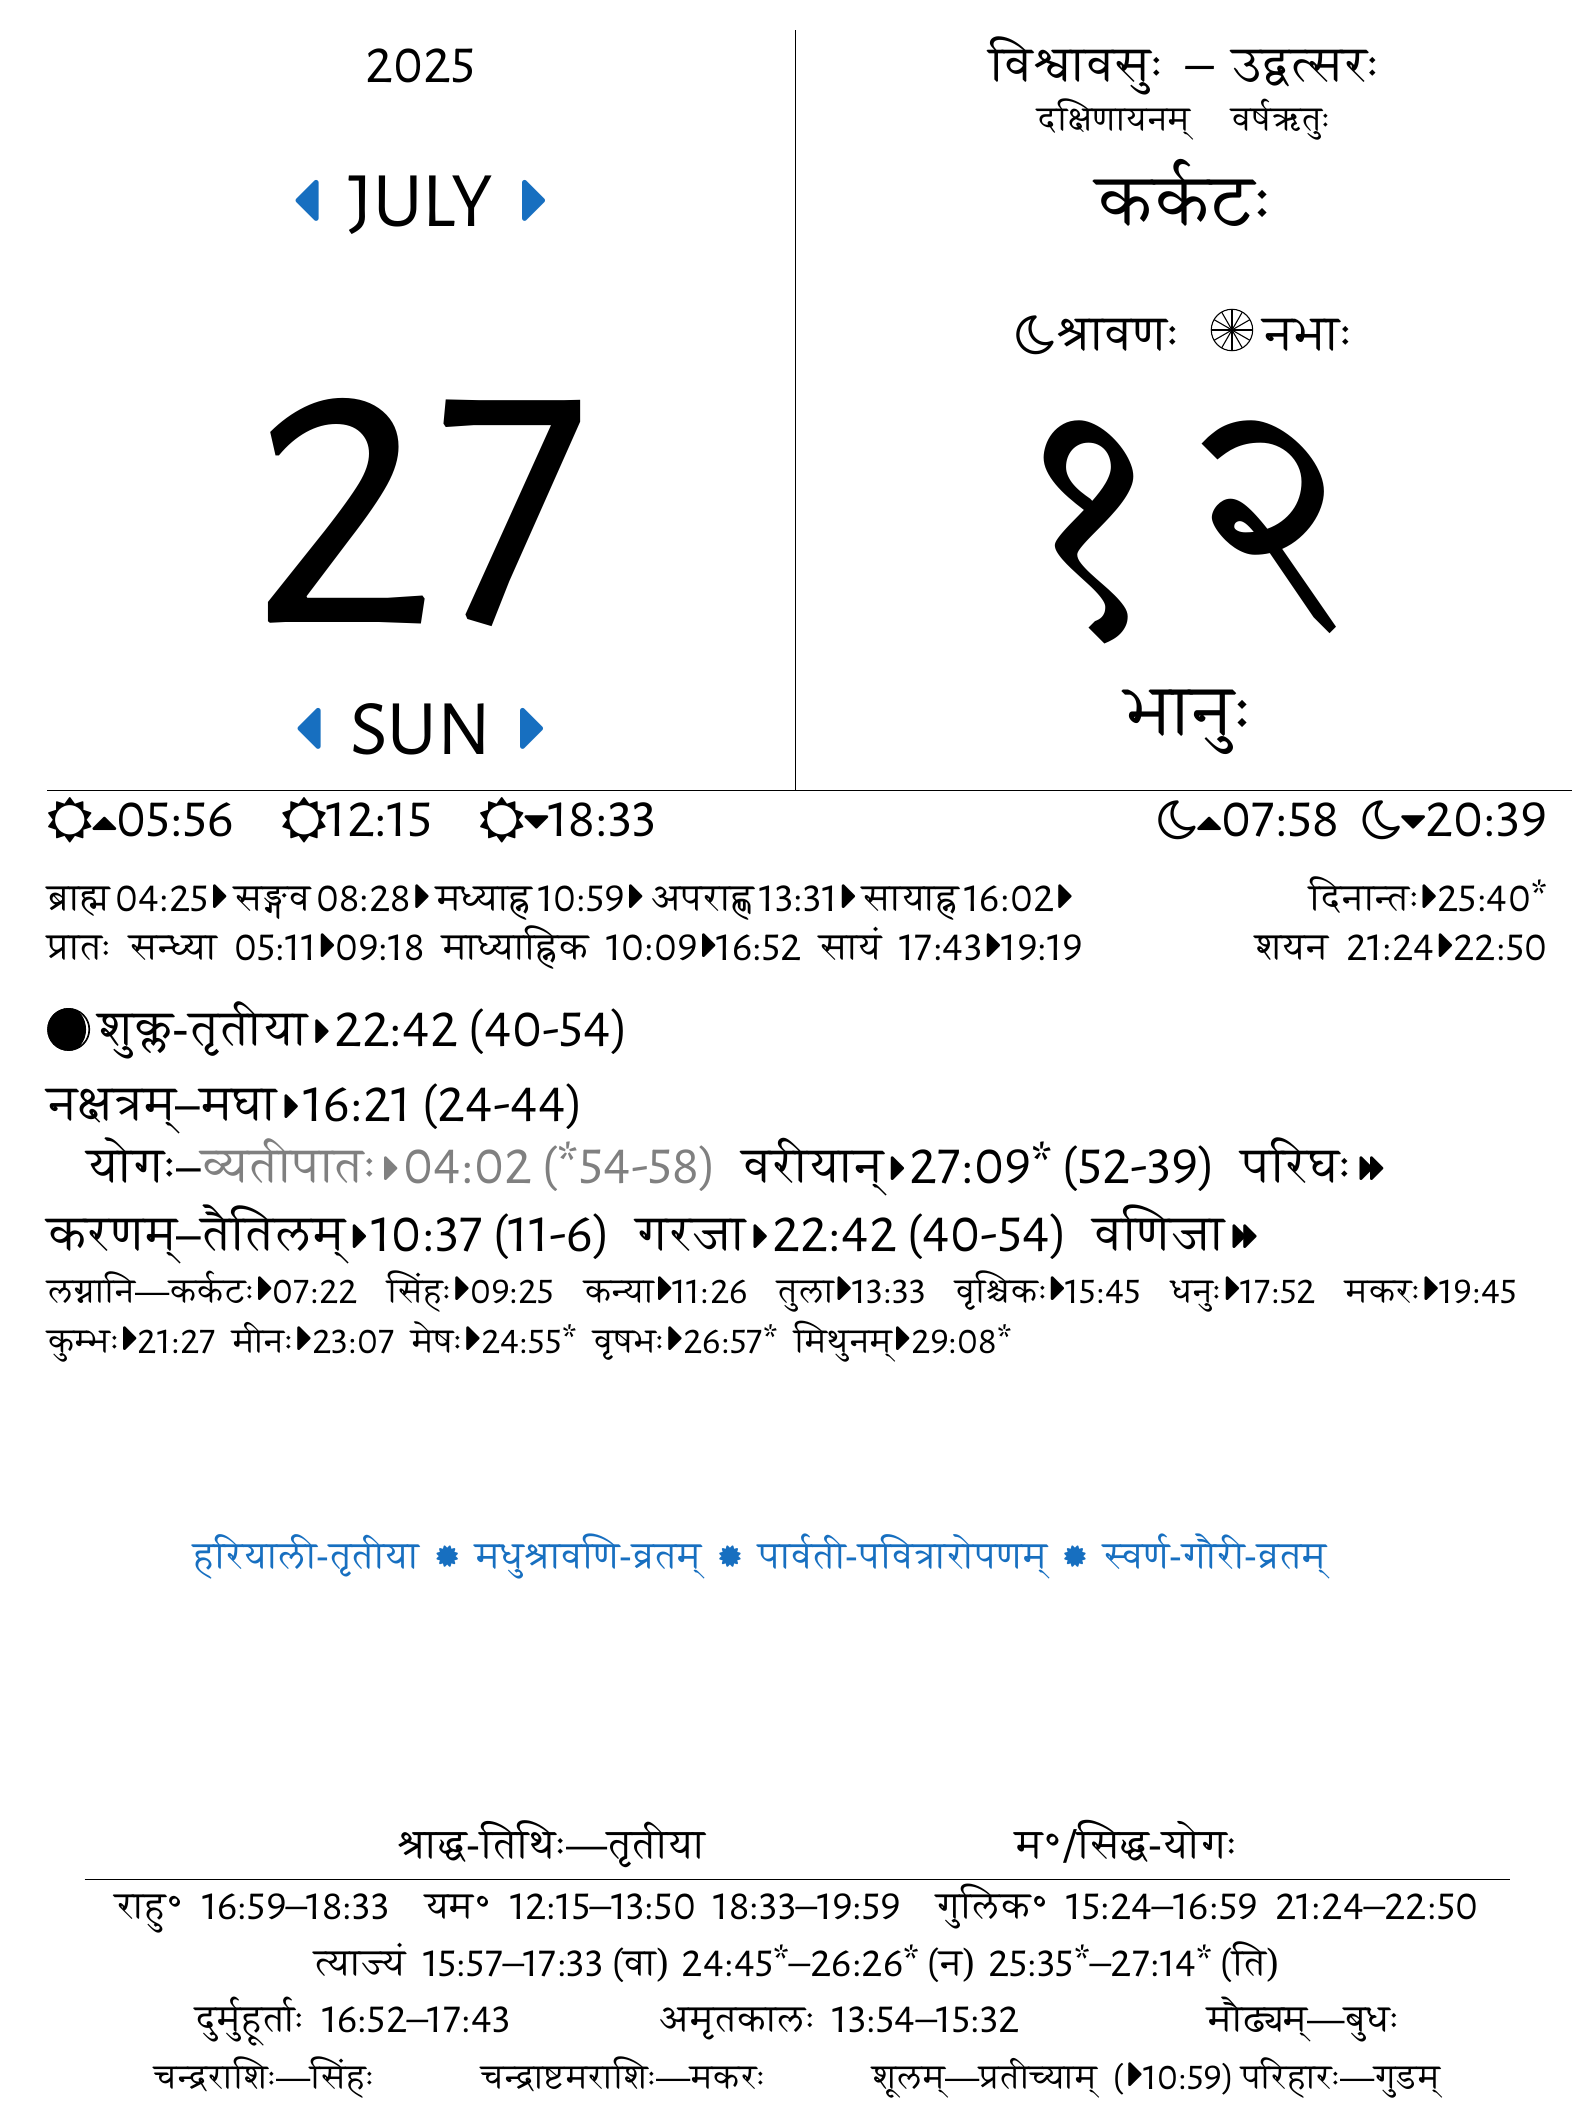 2025
JULY
27
SUN
विश्वावसुः – उद्वत्सरः
दक्षिणायनम् वर्षऋतुः
कर्कटः
श्रावणः नभाः
१२
भानुः
05:56 12:15 18:33 07:58 20:39
ब्राह्म 04:25 सङ्गव 08:28 मध्याह्न 10:59 अपराह्ण 13:31 सायाह्न 16:02 दिनान्तः 25:40*
प्रातः सन्ध्या 05:11 09:18 माध्याह्निक 10:09 16:52 सायं 17:43 19:19 शयन 21:24 22:50
शुक्ल-तृतीया 22:42 (40-54)
नक्षत्रम्–मघा 16:21 (24-44)
योगः–व्यतीपातः 04:02 (*54-58) वरीयान् 27:09* (52-39) परिघः
करणम्–तैतिलम् 10:37 (11-6) गरजा 22:42 (40-54) वणिजा
लग्नानि—कर्कटः 07:22 सिंहः 09:25 कन्या 11:26 तुला 13:33 वृश्चिकः 15:45 धनुः 17:52 मकरः 19:45
कुम्भः 21:27 मीनः 23:07 मेषः 24:55* वृषभः 26:57* मिथुनम् 29:08*
हरियाली-तृतीया ✹ मधुश्रावणि-व्रतम् ✹ पार्वती-पवित्रारोपणम् ✹ स्वर्ण-गौरी-व्रतम्
श्राद्ध-तिथिः—तृतीया म॰/सिद्ध-योगः
राहु॰ 16:59–18:33 यम॰ 12:15–13:50 18:33–19:59 गुलिक॰ 15:24–16:59 21:24–22:50
त्याज्यं 15:57–17:33 (वा) 24:45*–26:26* (न) 25:35*–27:14* (ति)
दुर्मुहूर्ताः 16:52–17:43 अमृतकालः 13:54–15:32 मौढ्यम्—बुधः
चन्द्रराशिः—सिंहः चन्द्राष्टमराशिः—मकरः शूलम्—प्रतीच्याम् (10:59) परिहारः—गुडम्